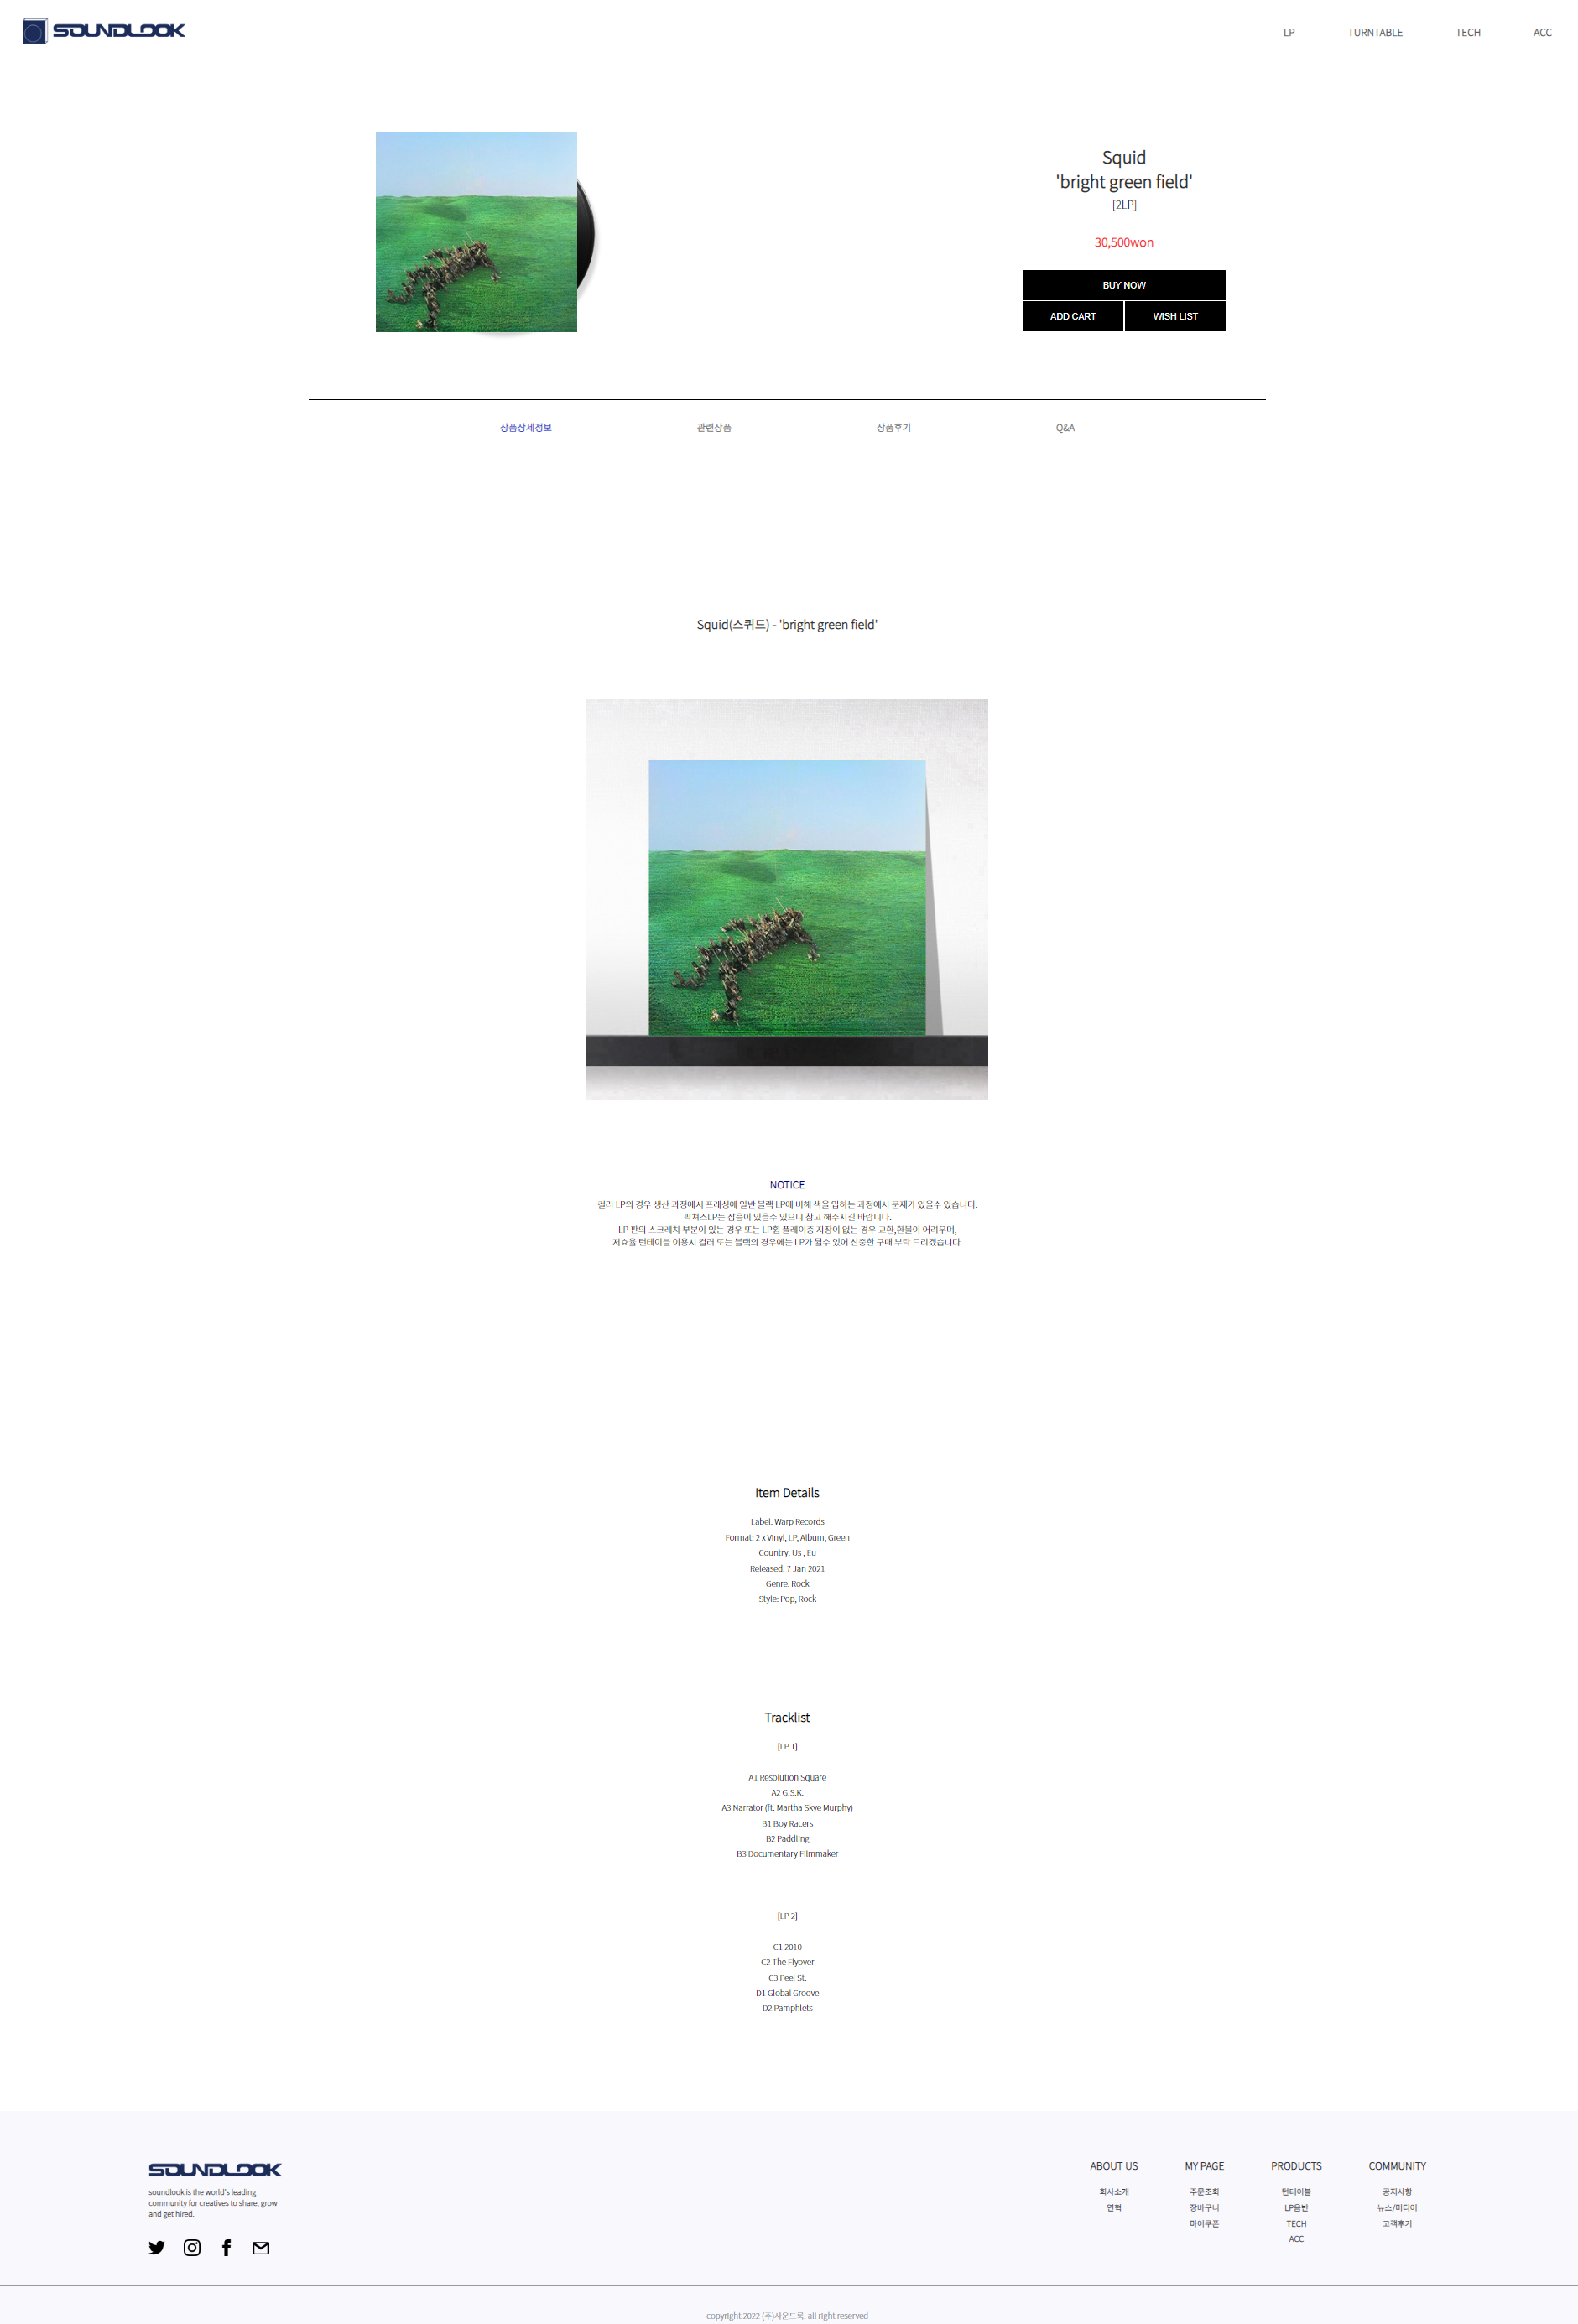 SOUNDLOOK
LP
TURNTABLE
TECH
ACC
Squid
'bright green field'
[2LP]
30,500won
BUY NOW
ADD CART
WISH LIST
상품상세정보
관련상품
상품후기
Q&A
Squid(스퀴드) - 'bright green field'
NOTICE
컬러 LP의 경우 생산 과정에서 프레싱에 일반 블랙 LP에 비해 색을 입히는 과정에서 문제가 있을수 있습니다.
픽쳐스LP는 잡음이 있을수 있으니 참고 해주시길 바랍니다.
LP 판의 스크레치 부분이 있는 경우 또는 LP휨 플레이중 지장이 없는 경우 교환,환불이 어려우며,
저효율 턴테이블 이용시 컬러 또는 블랙의 경우에는 LP가 튈수 있어 신중한 구매 부탁 드리겠습니다.
Item Details
Label: Warp Records
Format: 2 x Vinyl, LP, Album, Green
Country: Us , Eu
Released: 7 Jan 2021
Genre: Rock
Style: Pop, Rock
Tracklist
[LP 1]
A1 Resolution Square
A2 G.S.K.
A3 Narrator (ft. Martha Skye Murphy)
B1 Boy Racers
B2 Paddling
B3 Documentary Filmmaker
[LP 2]
C1 2010
C2 The Flyover
C3 Peel St.
D1 Global Groove
D2 Pamphlets
SOUNDLOOK
soundlook is the world's leading
community for creatives to share, grow
and get hired.
ABOUT US
회사소개
연혁
MY PAGE
주문조회
장바구니
마이쿠폰
PRODUCTS
턴테이블
LP음반
TECH
ACC
COMMUNITY
공지사항
뉴스/미디어
고객후기
copyright 2022 (주)사운드룩. all right reserved